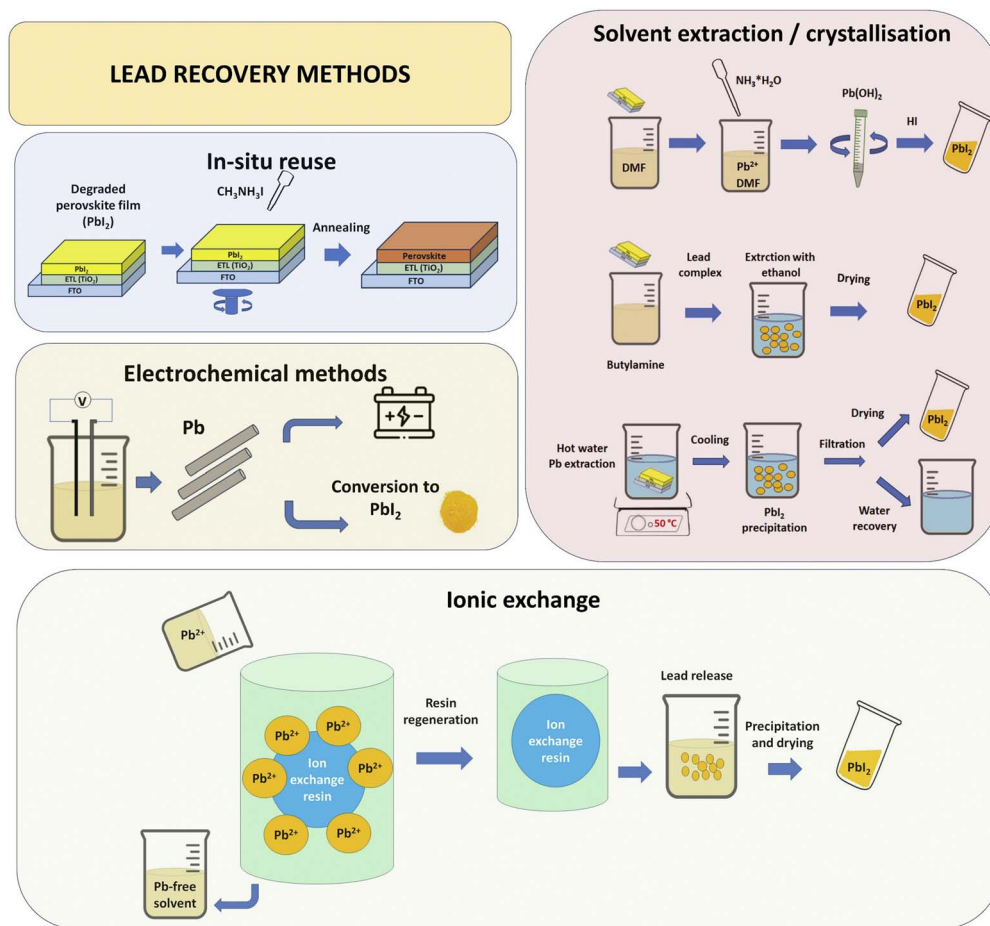 LEAD RECOVERY METHODS
In-situ reuse
Degraded
perovskite film
(PbI₂)
CH₃NH₃I
Annealing
PbI₂
ETL (TiO₂)
FTO
PbI₂
ETL (TiO₂)
FTO
Perovskite
ETL (TiO₂)
FTO
Electrochemical methods
V
Pb
+ -
Conversion to
PbI₂
Solvent extraction / crystallisation
DMF
NH₃*H₂O
Pb²⁺
DMF
Pb(OH)₂
HI
PbI₂
Butylamine
Lead
complex
Extrction with
ethanol
Drying
PbI₂
Hot water
Pb extraction
50 °C
Cooling
PbI₂
precipitation
Filtration
Drying
PbI₂
Water
recovery
Ionic exchange
Pb²⁺
Pb²⁺
Pb²⁺
Pb²⁺
Pb²⁺
Pb²⁺
Pb²⁺
Ion
exchange
resin
Pb-free
solvent
Resin
regeneration
Ion
exchange
resin
Lead release
Precipitation
and drying
PbI₂